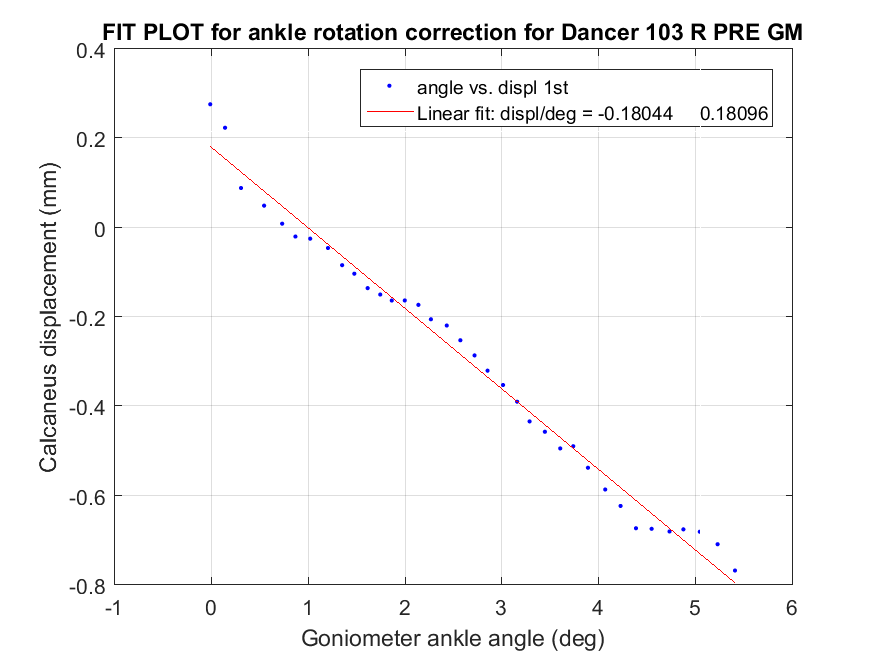 FIT PLOT for ankle rotation correction for Dancer 103 R PRE GM
angle vs. displ 1st
Linear fit: displ/deg = -0.18044 0.18096
Calcaneus displacement (mm)
0.4
0.2
0
-0.2
-0.4
-0.6
-0.8
-1 0 1 2 3 4 5 6
Goniometer ankle angle (deg)